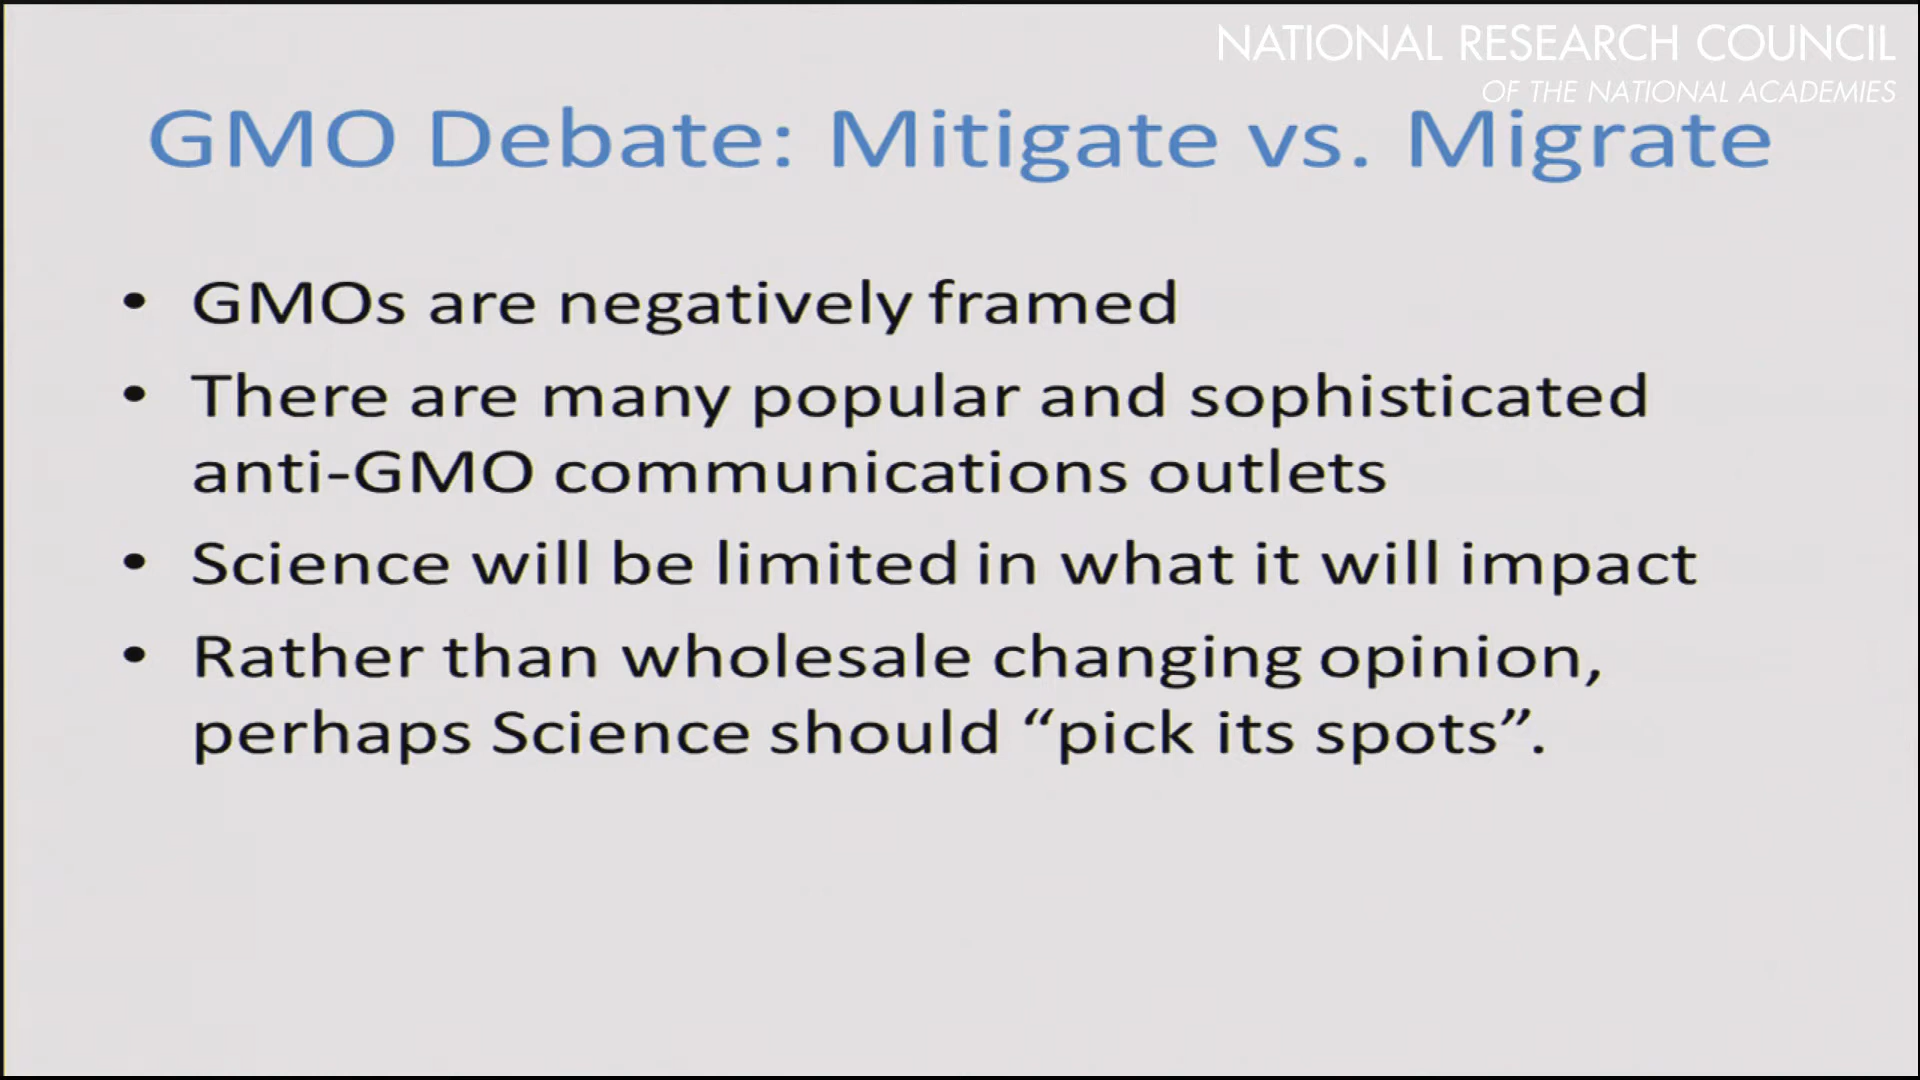 NATIONAL RESEARCH COUNCIL
OF THE NATIONAL ACADEMIES
GMO Debate: Mitigate vs. Migrate
• GMOs are negatively framed
• There are many popular and sophisticated
anti-GMO communications outlets
• Science will be limited in what it will impact
• Rather than wholesale changing opinion,
perhaps Science should “pick its spots”.